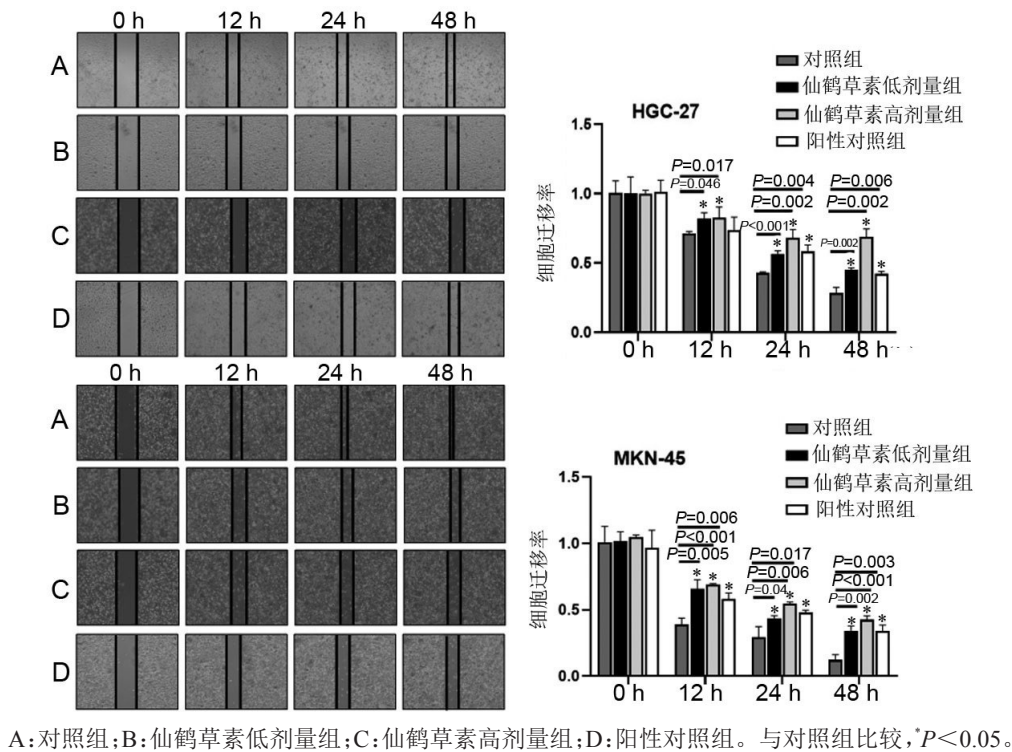 0 h 12 h 24 h 48 h
A
B
C
D
0 h 12 h 24 h 48 h
A
B
C
D
对照组
仙鹤草素低剂量组
仙鹤草素高剂量组
阳性对照组
HGC-27
细胞迁移率
1.5
1.0
0.5
0.0
P=0.017
P=0.046
* *
P=0.004
P=0.002
P<0.001
* * *
P=0.006
P=0.002
P=0.002
* * *
0 h 12 h 24 h 48 h
对照组
仙鹤草素低剂量组
仙鹤草素高剂量组
阳性对照组
MKN-45
细胞迁移率
1.5
1.0
0.5
0.0
P=0.006
P<0.001
P=0.005
* * *
P=0.017
P=0.006
P=0.04
* * *
P=0.003
P<0.001
P=0.002
* * *
0 h 12 h 24 h 48 h
A:对照组;B:仙鹤草素低剂量组;C:仙鹤草素高剂量组;D:阳性对照组。与对照组比较,*P<0.05。